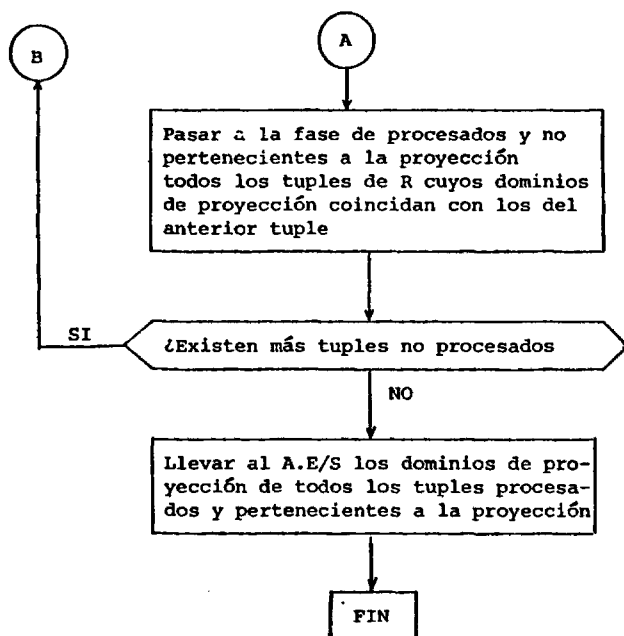 B
A
Pasar a la fase de procesados y no
pertenecientes a la proyección
todos los tuples de R cuyos dominios
de proyección coincidan con los del
anterior tuple
SI
¿Existen más tuples no procesados
NO
Llevar al A.E/S los dominios de pro-
yección de todos los tuples procesa-
dos y pertenecientes a la proyección
FIN